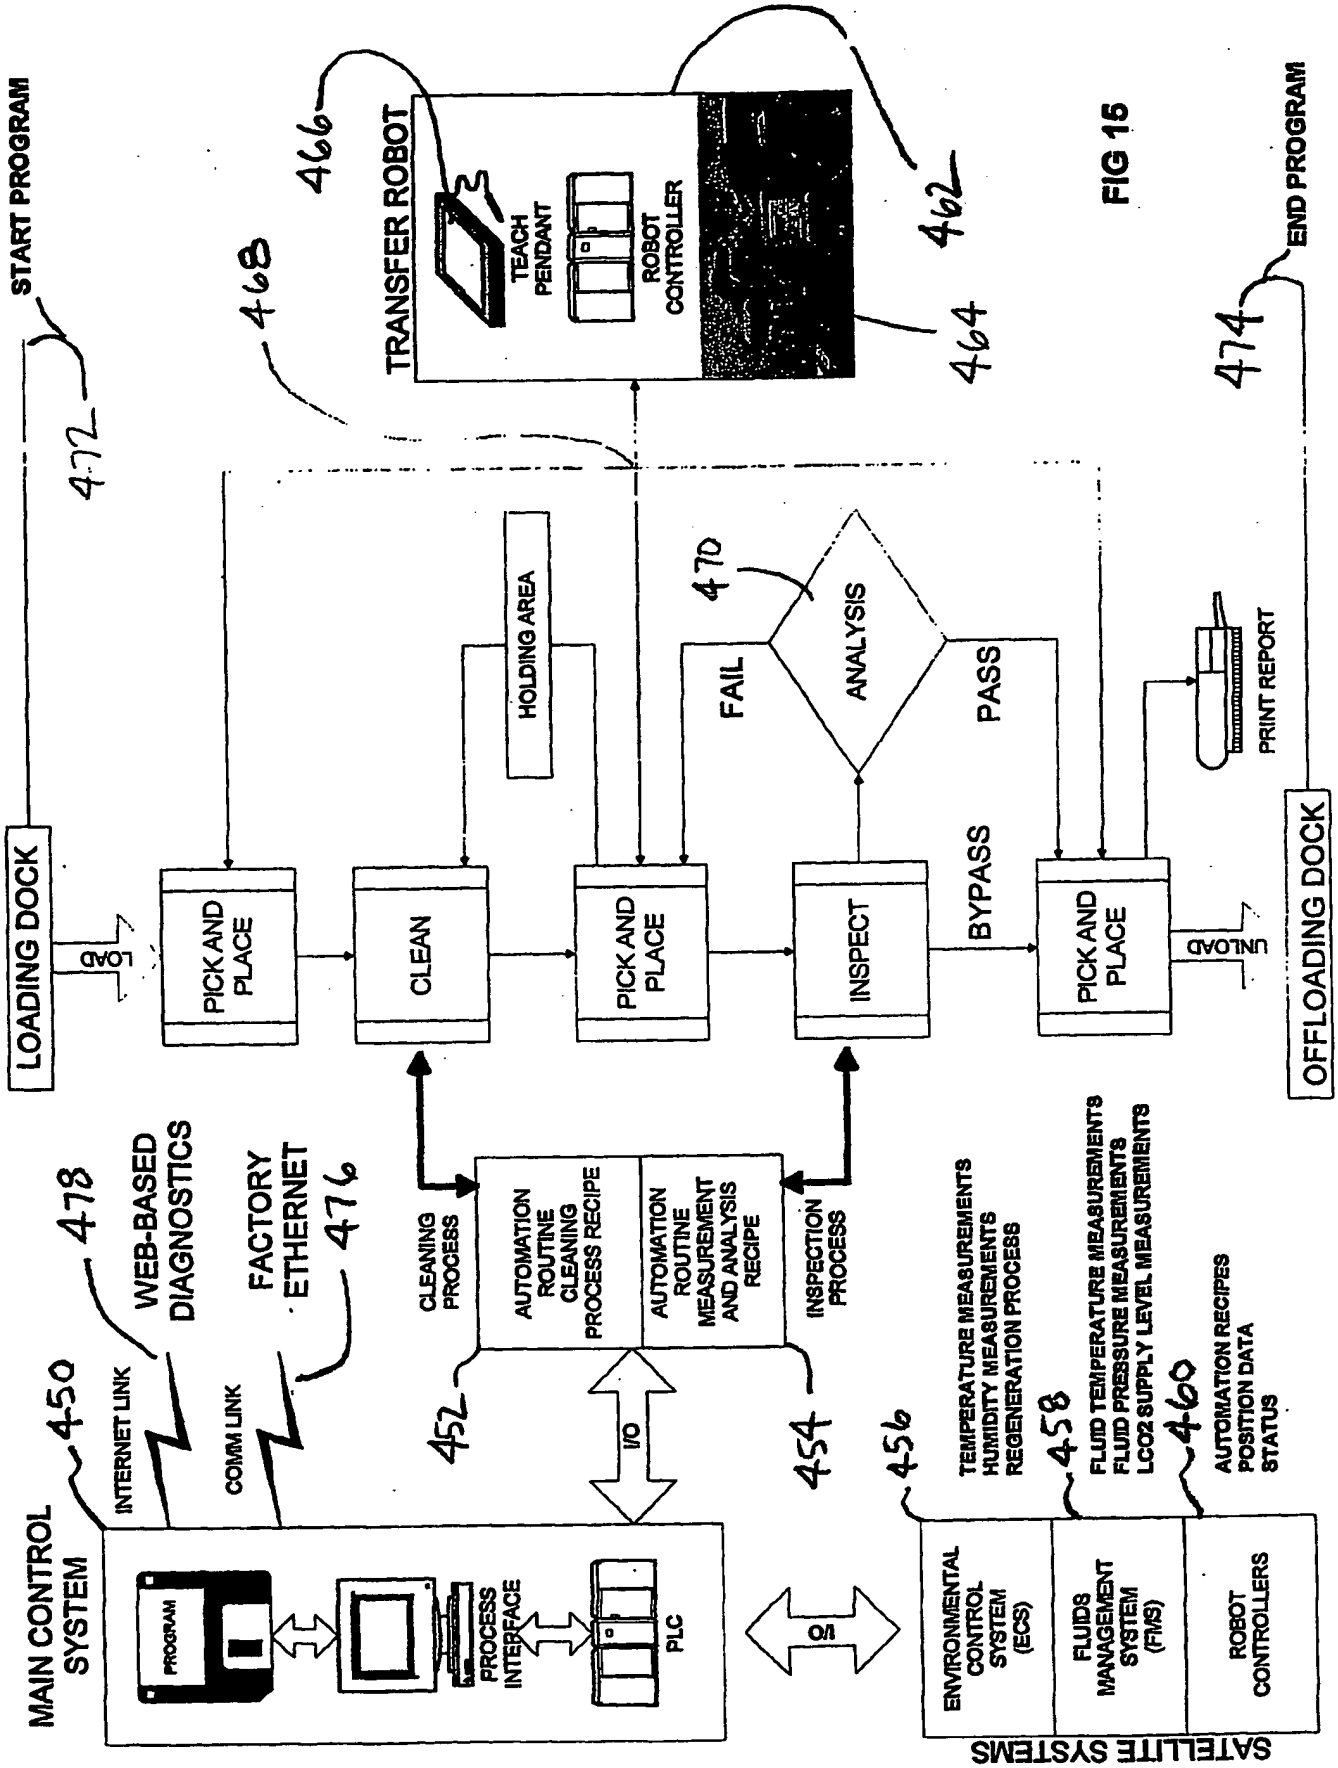 MAIN CONTROL
SYSTEM
450
PROGRAM
PROCESS
INTERFACE
PLC
INTERNET LINK
478
WEB-BASED
DIAGNOSTICS
COMM LINK
FACTORY
ETHERNET
476
I/O
452
CLEANING
PROCESS
AUTOMATION
ROUTINE
CLEANING
PROCESS RECIPE
AUTOMATION
ROUTINE
MEASUREMENT
AND ANALYSIS
RECIPE
INSPECTION
PROCESS
454
I/O
SATELLITE SYSTEMS
ENVIRONMENTAL
CONTROL
SYSTEM
(ECS)
456
TEMPERATURE MEASUREMENTS
HUMIDITY MEASUREMENTS
REGENERATION PROCESS
FLUIDS
MANAGEMENT
SYSTEM
(FMS)
458
FLUID TEMPERATURE MEASUREMENTS
FLUID PRESSURE MEASUREMENTS
LCO2 SUPPLY LEVEL MEASUREMENTS
ROBOT
CONTROLLERS
460
AUTOMATION RECIPES
POSITION DATA
STATUS
LOADING DOCK
START PROGRAM
472
LOAD
PICK AND
PLACE
CLEAN
HOLDING AREA
PICK AND
PLACE
INSPECT
FAIL
ANALYSIS
470
PASS
BYPASS
PICK AND
PLACE
PRINT REPORT
UNLOAD
OFFLOADING DOCK
END PROGRAM
474
468
TRANSFER ROBOT
466
TEACH
PENDANT
ROBOT
CONTROLLER
462
464
FIG 15